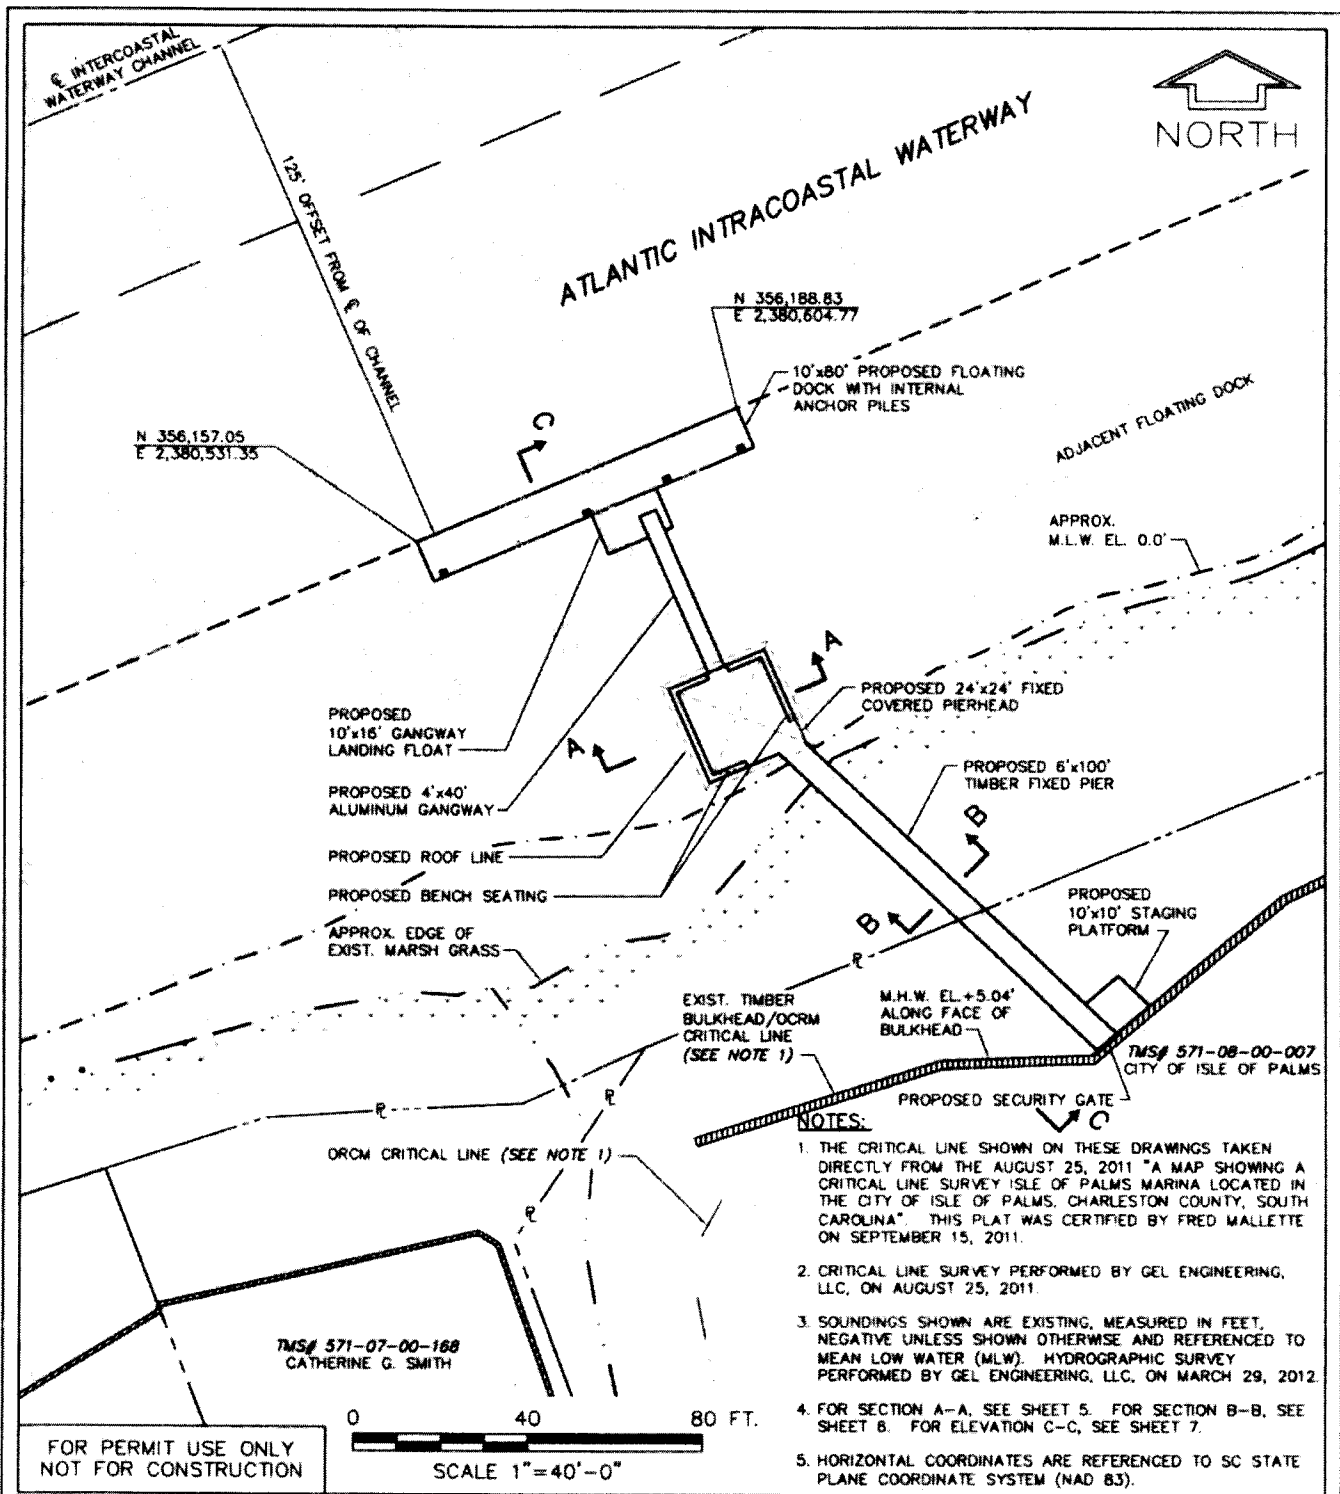 ℄ INTERCOASTAL
WATERWAY CHANNEL
NORTH
125' OFFSET FROM ℄ OF CHANNEL
ATLANTIC INTRACOASTAL WATERWAY
N 356,188.83
E 2,380,604.77
10'x80' PROPOSED FLOATING
DOCK WITH INTERNAL
ANCHOR PILES
N 356,157.05
E 2,380,531.35
C
ADJACENT FLOATING DOCK
APPROX.
M.L.W. EL. 0.0'
A
PROPOSED 24'x24' FIXED
COVERED PIERHEAD
PROPOSED
10'x16' GANGWAY
LANDING FLOAT
A
PROPOSED 4'x40'
ALUMINUM GANGWAY
PROPOSED 6'x100'
TIMBER FIXED PIER
B
PROPOSED ROOF LINE
PROPOSED BENCH SEATING
PROPOSED
10'x10' STAGING
PLATFORM
B
APPROX. EDGE OF
EXIST. MARSH GRASS
℄
EXIST. TIMBER
BULKHEAD/OCRM
CRITICAL LINE
(SEE NOTE 1)
M.H.W. EL.+5.04'
ALONG FACE OF
BULKHEAD
TMS# 571-08-00-007
CITY OF ISLE OF PALMS
PROPOSED SECURITY GATE
C
ORCM CRITICAL LINE (SEE NOTE 1)
NOTES:
1. THE CRITICAL LINE SHOWN ON THESE DRAWINGS TAKEN
DIRECTLY FROM THE AUGUST 25, 2011 "A MAP SHOWING A
CRITICAL LINE SURVEY ISLE OF PALMS MARINA LOCATED IN
THE CITY OF ISLE OF PALMS, CHARLESTON COUNTY, SOUTH
CAROLINA". THIS PLAT WAS CERTIFIED BY FRED MALLETTE
ON SEPTEMBER 15, 2011.
2. CRITICAL LINE SURVEY PERFORMED BY GEL ENGINEERING,
LLC, ON AUGUST 25, 2011.
3. SOUNDINGS SHOWN ARE EXISTING, MEASURED IN FEET,
NEGATIVE UNLESS SHOWN OTHERWISE AND REFERENCED TO
MEAN LOW WATER (MLW). HYDROGRAPHIC SURVEY
PERFORMED BY GEL ENGINEERING, LLC, ON MARCH 29, 2012.
4. FOR SECTION A-A, SEE SHEET 5. FOR SECTION B-B, SEE
SHEET 6. FOR ELEVATION C-C, SEE SHEET 7.
5. HORIZONTAL COORDINATES ARE REFERENCED TO SC STATE
PLANE COORDINATE SYSTEM (NAD 83).
TMS# 571-07-00-168
CATHERINE G. SMITH
0 40 80 FT.
SCALE 1"=40'-0"
FOR PERMIT USE ONLY
NOT FOR CONSTRUCTION